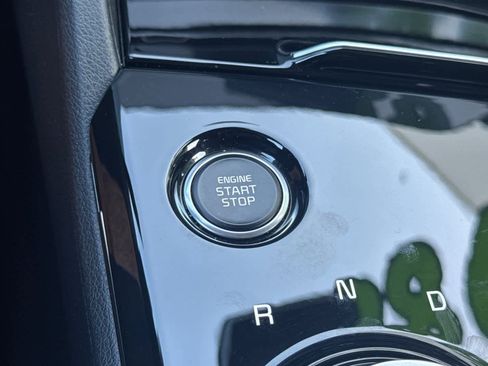 ENGINE
START
STOP
R N D